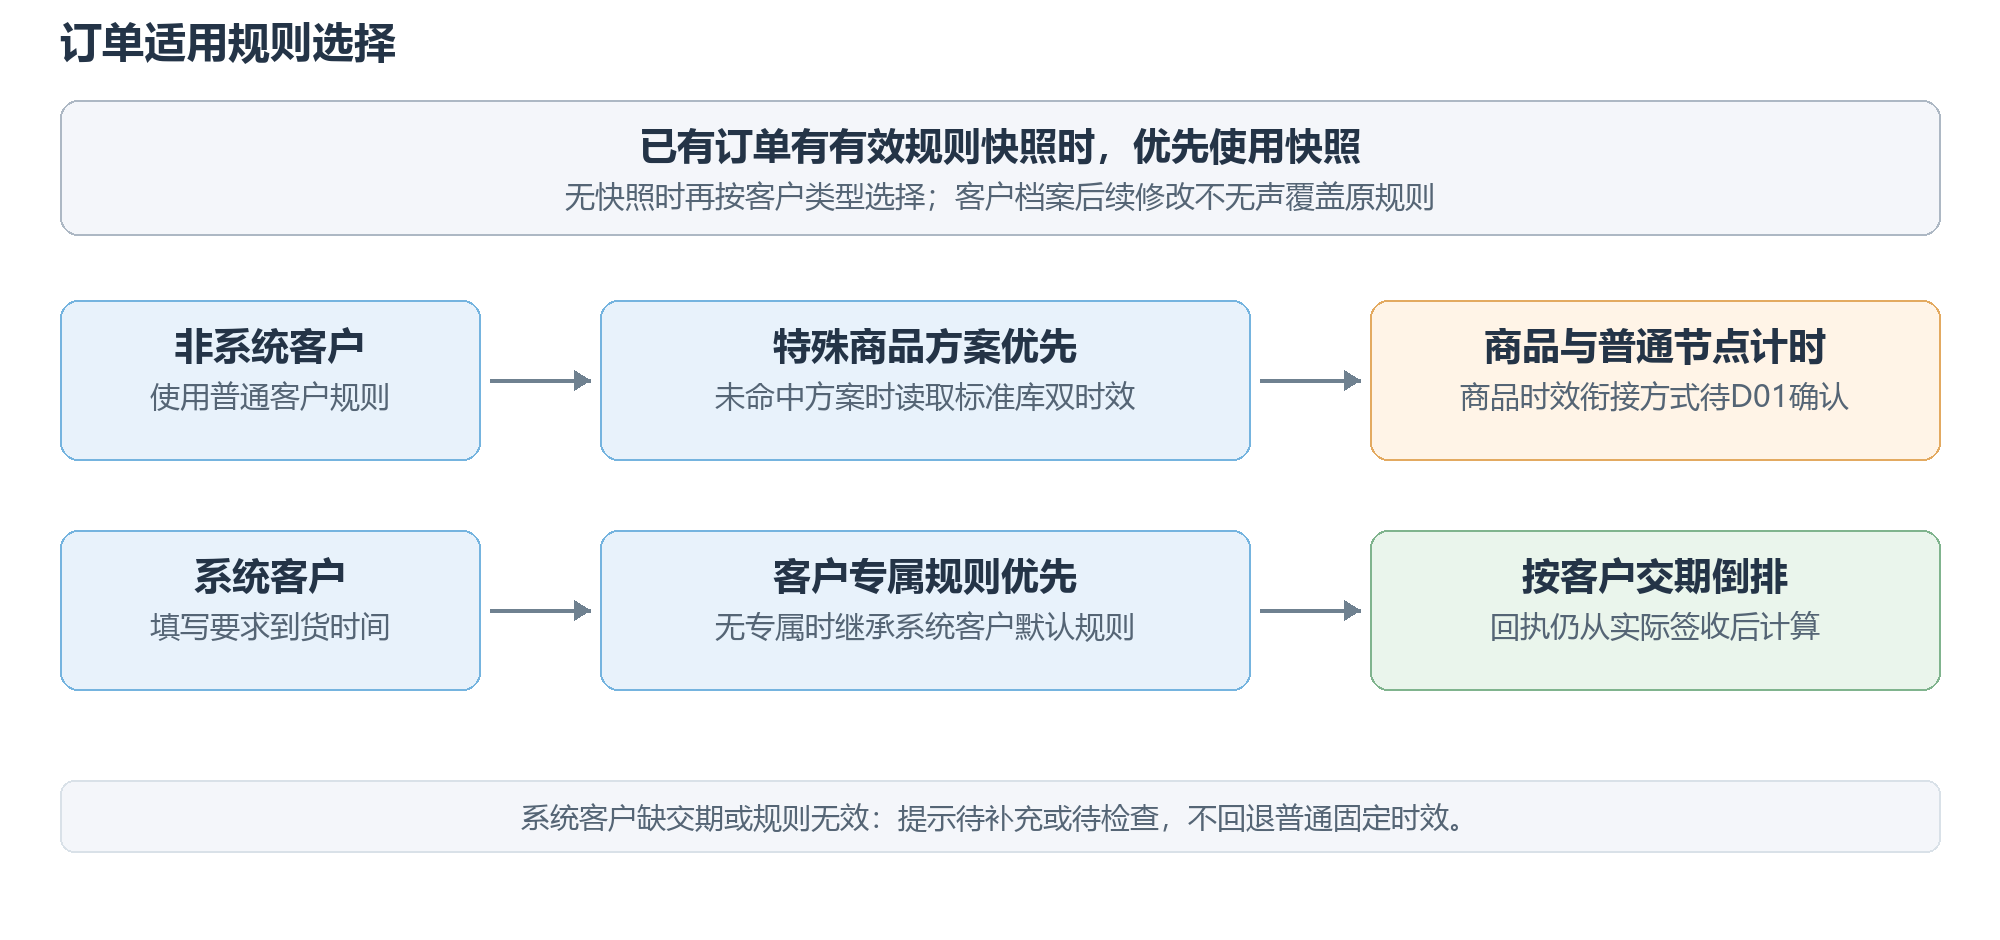 订单适用规则选择
已有订单有有效规则快照时，优先使用快照
无快照时再按客户类型选择；客户档案后续修改不无声覆盖原规则
非系统客户
使用普通客户规则
特殊商品方案优先
未命中方案时读取标准库双时效
商品与普通节点计时
商品时效衔接方式待D01确认
系统客户
填写要求到货时间
客户专属规则优先
无专属时继承系统客户默认规则
按客户交期倒排
回执仍从实际签收后计算
系统客户缺交期或规则无效：提示待补充或待检查，不回退普通固定时效。